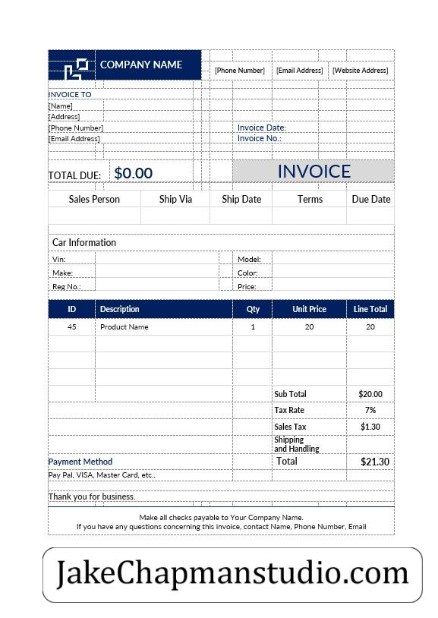 COMPANY NAME
[Phone Number] [Email Address] [Website Address]
INVOICE TO
[Name]
[Address]
[Phone Number] Invoice Date:
[Email Address] Invoice No.:
TOTAL DUE: $0.00 INVOICE
Sales Person Ship Via Ship Date Terms Due Date
Car Information
Vin: Model:
Make: Color:
Reg No.: Price:
ID Description Qty Unit Price Line Total
45 Product Name 1 20 20
Sub Total $20.00
Tax Rate 7%
Sales Tax $1.30
Shipping
and Handling
Payment Method Total $21.30
Pay Pal, VISA, Master Card, etc..
Thank you for business.
Make all checks payable to Your Company Name.
If you have any questions concerning this invoice, contact Name, Phone Number, Email
JakeChapmanstudio.com